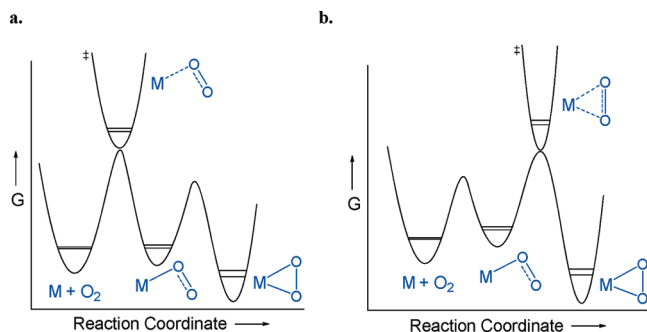 a.
‡
M O O
G
M + O₂
M O O
M O O
Reaction Coordinate
b.
‡
M O O
G
M + O₂
M O O
M O O
Reaction Coordinate